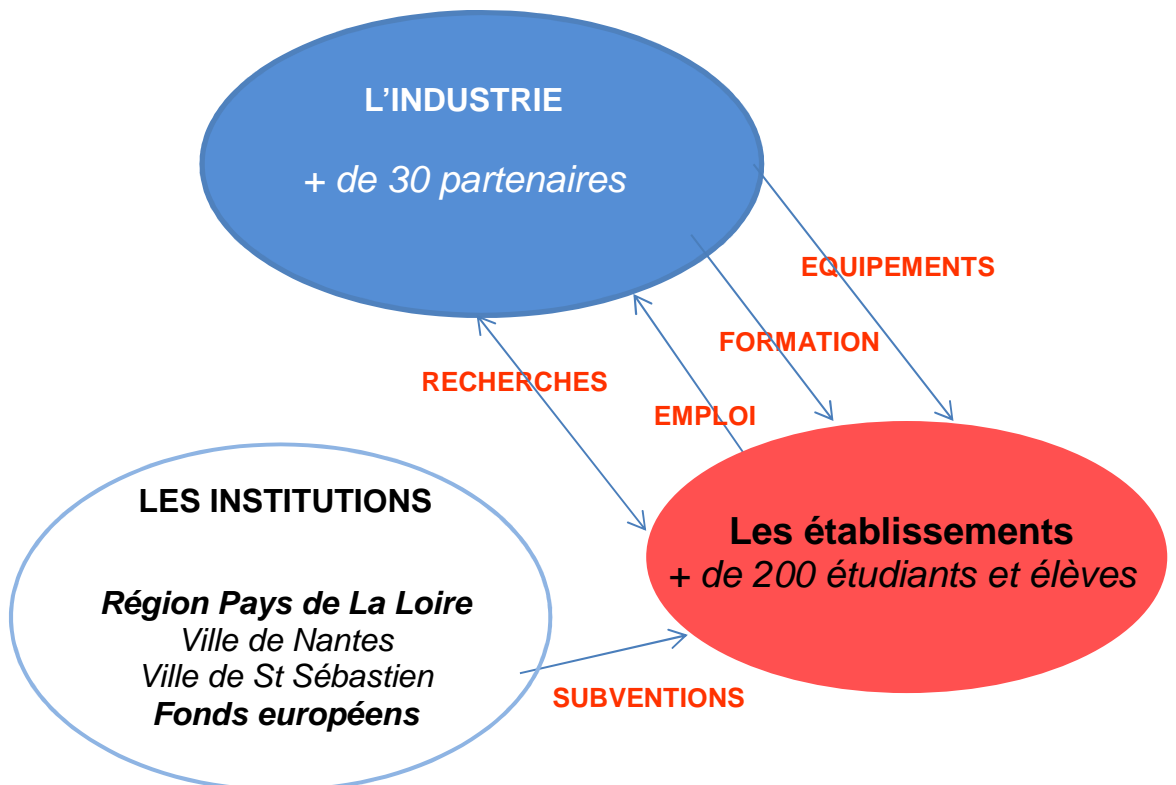 L’INDUSTRIE
+ de 30 partenaires
EQUIPEMENTS
FORMATION
RECHERCHES
EMPLOI
LES INSTITUTIONS
Région Pays de La Loire
Ville de Nantes
Ville de St Sébastien
Fonds européens
Les établissements
+ de 200 étudiants et élèves
SUBVENTIONS